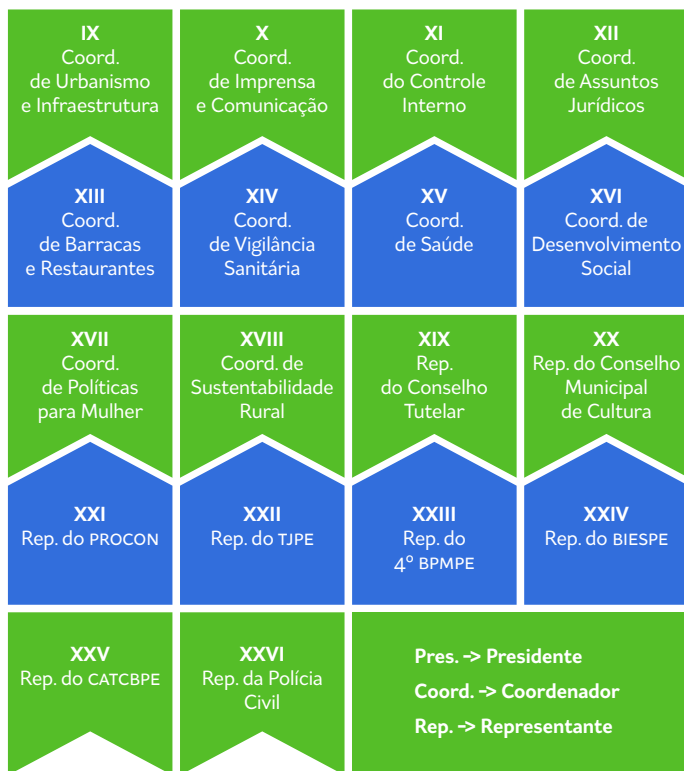 IX
Coord.
de Urbanismo
e Infraestrutura
X
Coord.
de Imprensa
e Comunicação
XI
Coord.
do Controle
Interno
XII
Coord.
de Assuntos
Jurídicos
XIII
Coord.
de Barracas
e Restaurantes
XIV
Coord.
de Vigilância
Sanitária
XV
Coord.
de Saúde
XVI
Coord. de
Desenvolvimento
Social
XVII
Coord.
de Políticas
para Mulher
XVIII
Coord. de
Sustentabilidade
Rural
XIX
Rep.
do Conselho
Tutelar
XX
Rep. do Conselho
Municipal
de Cultura
XXI
Rep. do PROCON
XXII
Rep. do TJPE
XXIII
Rep. do
4º BPMPE
XXIV
Rep. do BIESPE
XXV
Rep. do CATCBPE
XXVI
Rep. da Polícia
Civil
Pres. -> Presidente
Coord. -> Coordenador
Rep. -> Representante